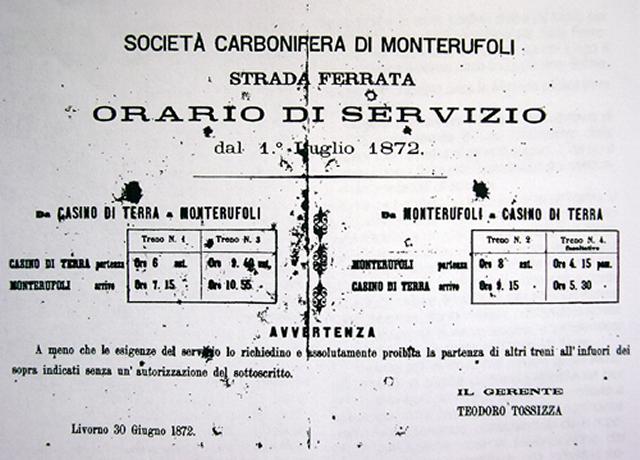 SOCIETÀ CARBONIFERA DI MONTERUFOLI
STRADA FERRATA
ORARIO DI SERVIZIO
dal 1.º Luglio 1872.
Da CASINO DI TERRA a MONTERUFOLI
Treno N. 1 Treno N. 3
CASINO DI TERRA partenza Ore 6 ant. Ore 9. 40 ant.
MONTERUFOLI arrivo Ore 7. 15 Ore 10. 55
Da MONTERUFOLI a CASINO DI TERRA
Treno N. 2 Treno N. 4.
Facoltativo
MONTERUFOLI partenza Ore 8 ant. Ore 4. 15 pom.
CASINO DI TERRA arrivo Ore 9. 15 Ore 5. 30
AVVERTENZA
A meno che le esigenze del servizio lo richiedino e assolutamente proibita la partenza di altri treni all' infuori dei
sopra indicati senza un' autorizzazione del sottoscritto.
IL GERENTE
TEODORO TOSSIZZA
Livorno 30 Giugno 1872.